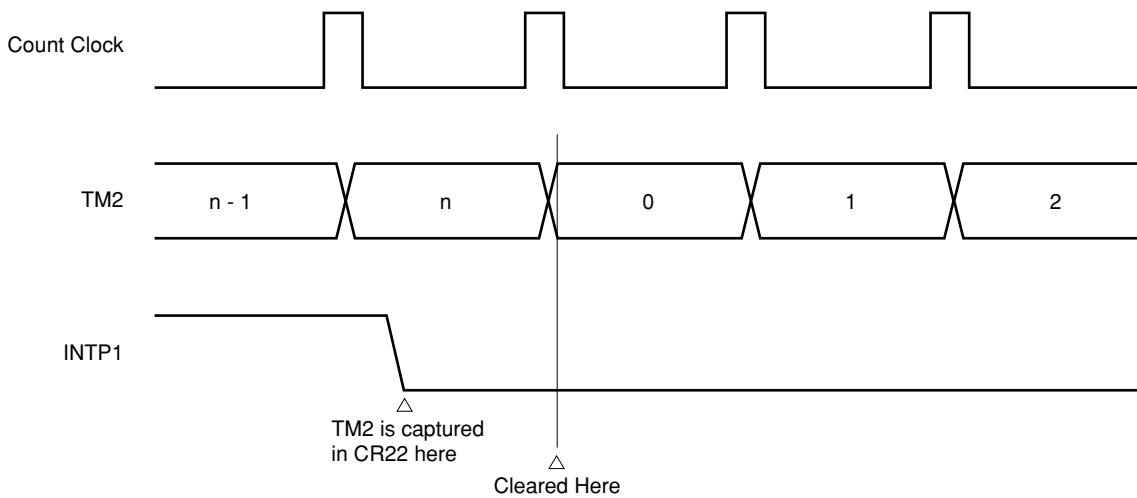 Count Clock
TM2
n - 1
n
0
1
2
INTP1
TM2 is captured
in CR22 here
Cleared Here